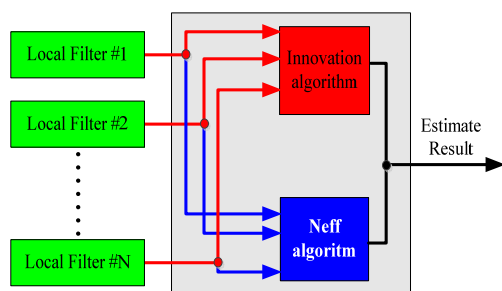 Local Filter #1
Local Filter #2
Local Filter #N
Innovation
algorithm
Neff
algoritm
Estimate
Result